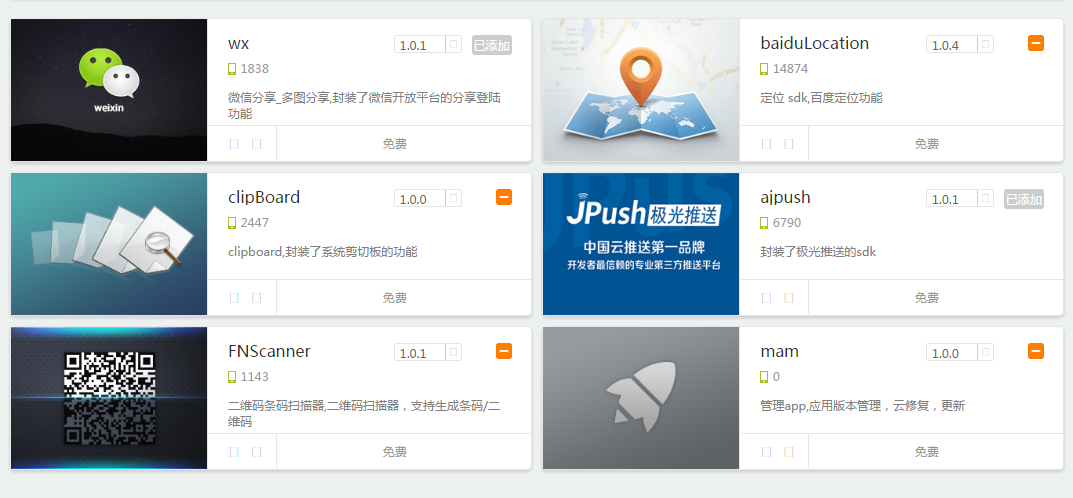 weixin
wx
1.0.1
已添加
1838
微信分享_多图分享,封装了微信开放平台的分享登陆
功能
免费
baiduLocation
1.0.4
14874
定位 sdk,百度定位功能
免费
clipBoard
1.0.0
2447
clipboard,封装了系统剪切板的功能
免费
JPush
JPush极光推送
中国云推送第一品牌
开发者最信赖的专业第三方推送平台
ajpush
1.0.1
已添加
6790
封装了极光推送的sdk
免费
FNScanner
1.0.1
1143
二维码条码扫描器,二维码扫描器，支持生成条码/二
维码
免费
mam
1.0.0
0
管理app,应用版本管理，云修复，更新
免费